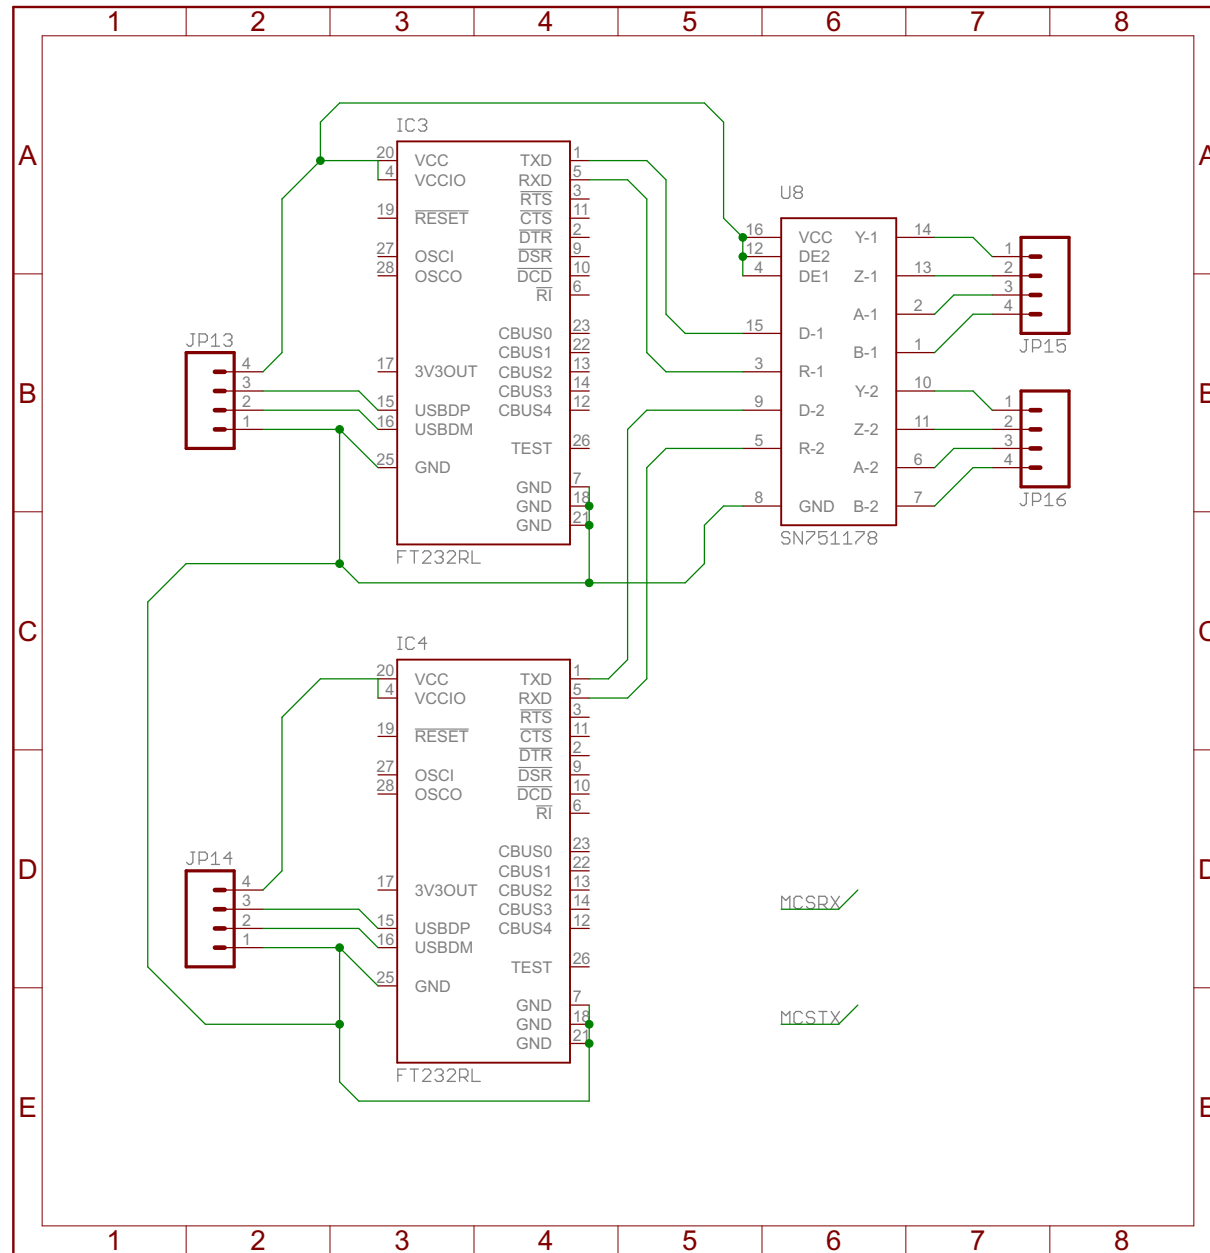 1 2 3 4 5 6 7 8
A
A
IC3
20 VCC TXD 1
4 VCCIO RXD 5
RTS 3
19 RESET CTS 11
DTR 2
27 OSCI DSR 9
28 OSCO DCD 10
RI 6
CBUS0 23
CBUS1 22
17 3V3OUT CBUS2 13
CBUS3 14
15 USBDP CBUS4 12
16 USBDM
TEST 26
25 GND
GND 7
GND 18
GND 21
FT232RL
U8
16 VCC Y-1 14
12 DE2
4 DE1 Z-1 13
A-1 2
15 D-1
B-1 1
3 R-1
Y-2 10
9 D-2
Z-2 11
5 R-2
A-2 6
8 GND B-2 7
SN751178
1
2
3
4
JP15
1
2
3
4
JP16
JP13
4
3
2
1
B
B
C
C
IC4
20 VCC TXD 1
4 VCCIO RXD 5
RTS 3
19 RESET CTS 11
DTR 2
27 OSCI DSR 9
28 OSCO DCD 10
RI 6
CBUS0 23
CBUS1 22
17 3V3OUT CBUS2 13
CBUS3 14
15 USBDP CBUS4 12
16 USBDM
TEST 26
25 GND
GND 7
GND 18
GND 21
FT232RL
JP14
4
3
2
1
D
D
MCSRX
MCSTX
E
E
1 2 3 4 5 6 7 8